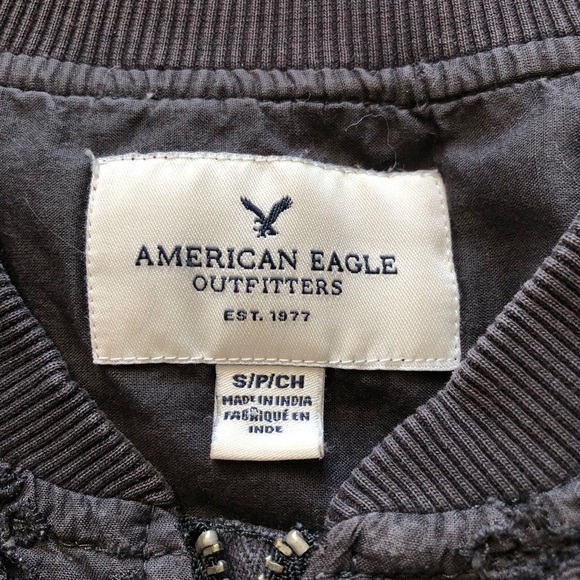 AMERICAN EAGLE
OUTFITTERS
EST. 1977
S/P/CH
MADE IN INDIA
FABRIQUÉ EN
INDE